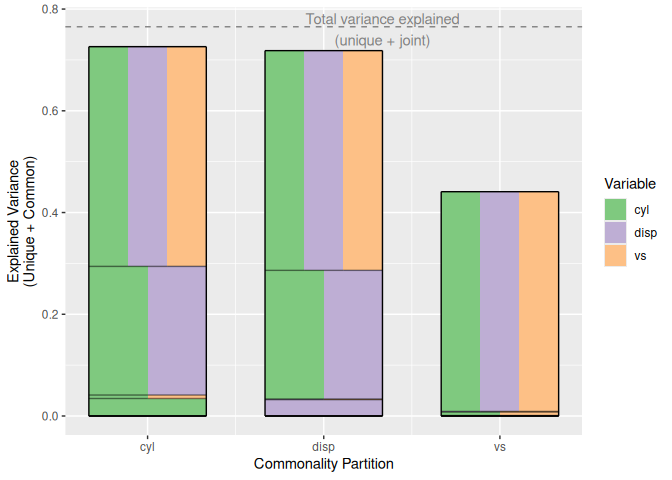 0.8
0.6
0.4
0.2
0.0
Explained Variance
(Unique + Common)
Total variance explained
(unique + joint)
cyl
disp
vs
Commonality Partition
Variable
cyl
disp
vs